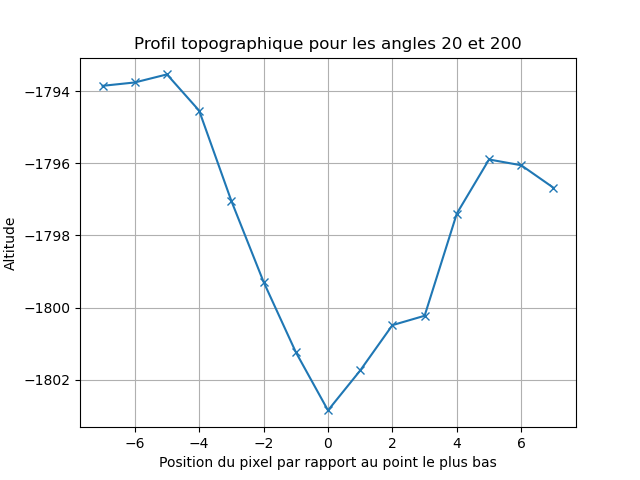 Profil topographique pour les angles 20 et 200
Altitude
−1794
−1796
−1798
−1800
−1802
−6 −4 −2 0 2 4 6
Position du pixel par rapport au point le plus bas